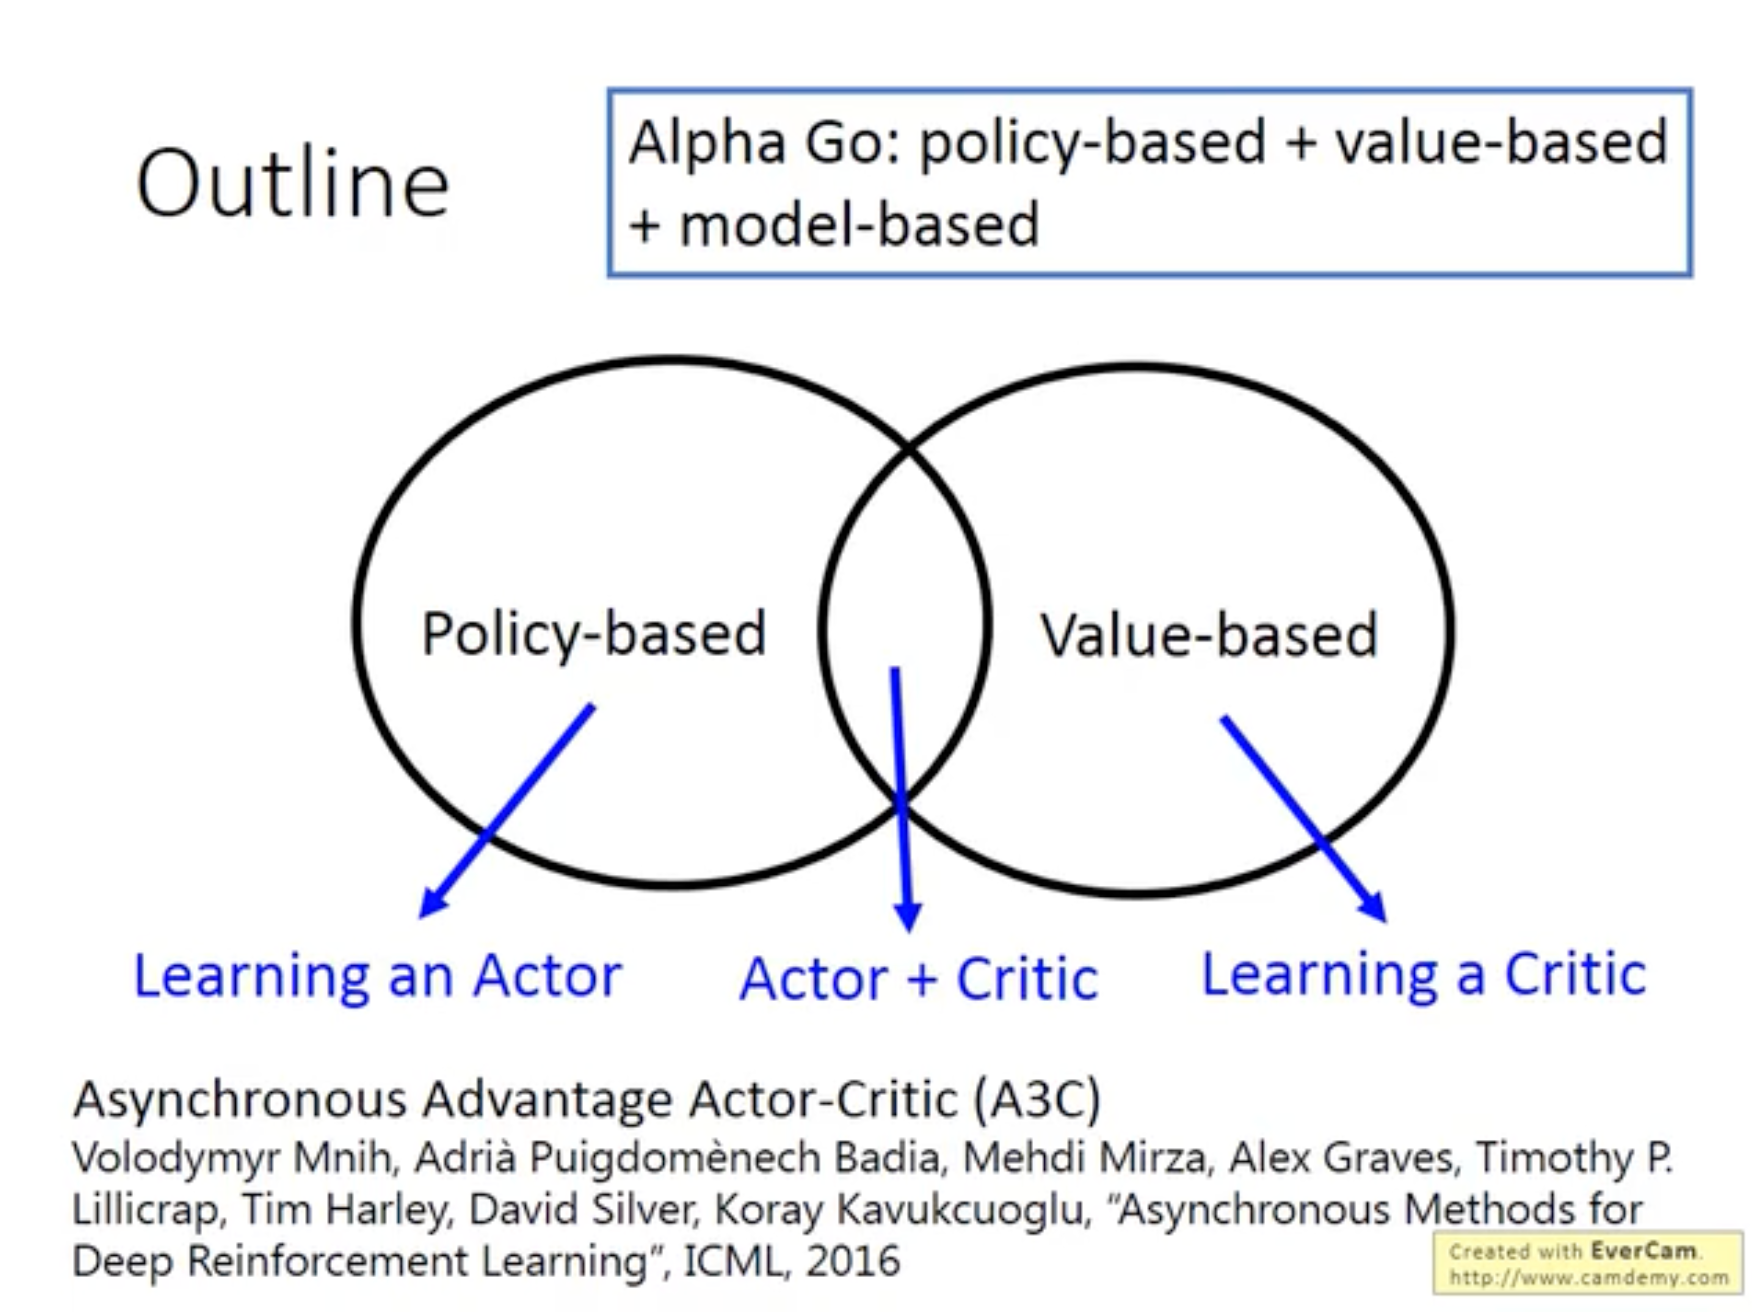 Outline
Alpha Go: policy-based + value-based
+ model-based
Policy-based
Value-based
Learning an Actor
Actor + Critic
Learning a Critic
Asynchronous Advantage Actor-Critic (A3C)
Volodymyr Mnih, Adrià Puigdomènech Badia, Mehdi Mirza, Alex Graves, Timothy P.
Lillicrap, Tim Harley, David Silver, Koray Kavukcuoglu, “Asynchronous Methods for
Deep Reinforcement Learning”, ICML, 2016
Created with EverCam.
http://www.camdemy.com